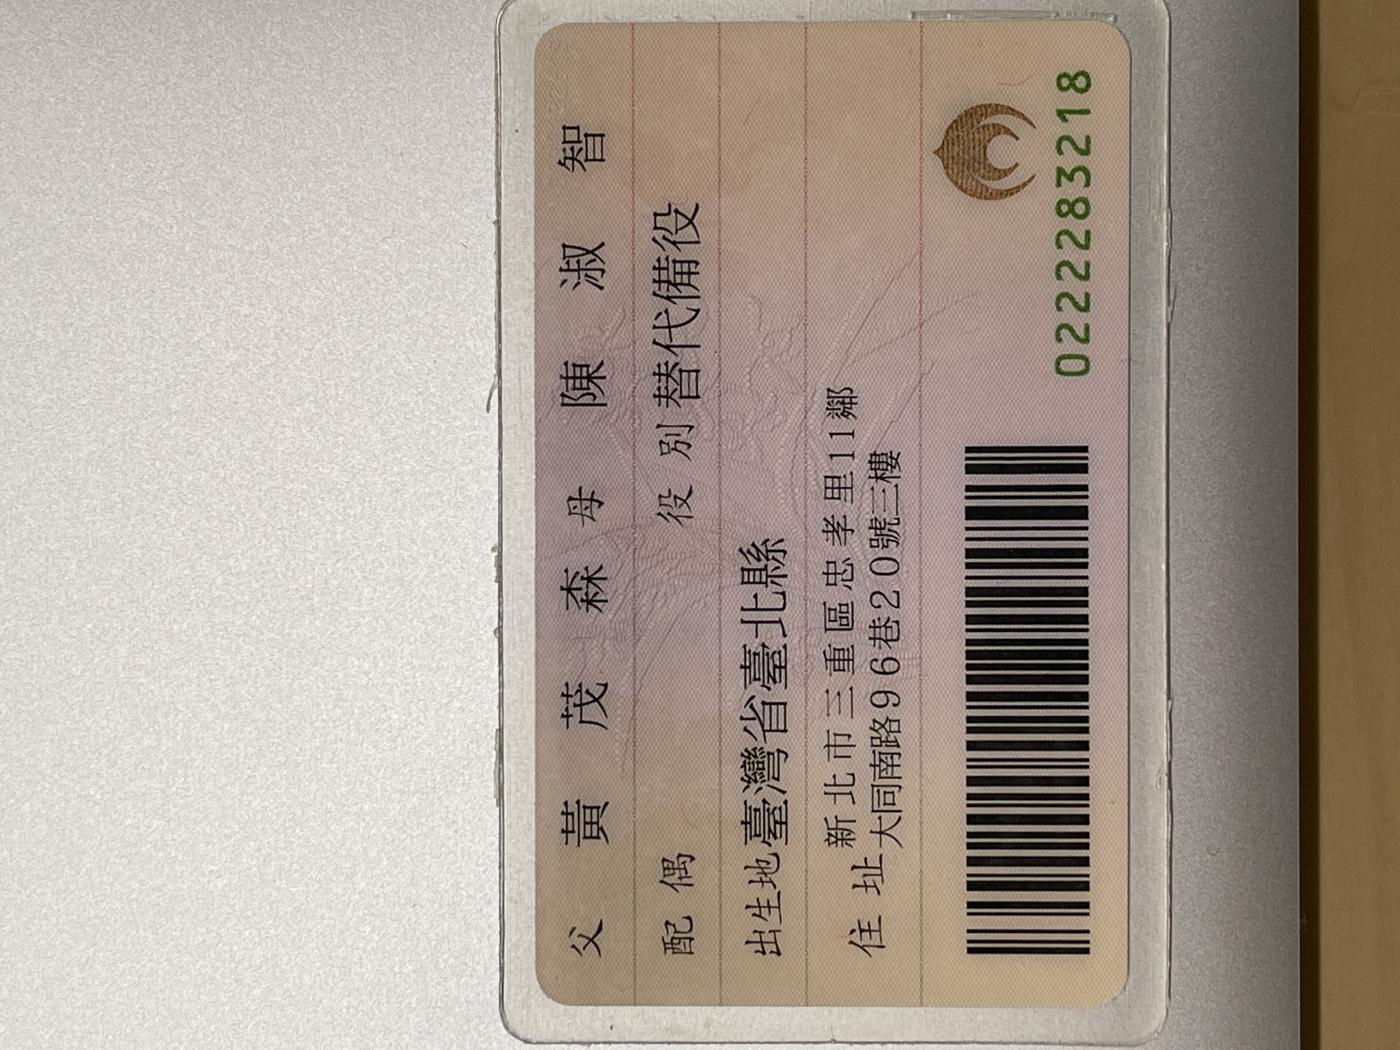 父 黃茂森 母 陳淑智
配偶 役別 替代備役
出生地 臺灣省臺北縣
住址 新北市三重區忠孝里11鄰
大同南路96巷20號三樓
0222283218